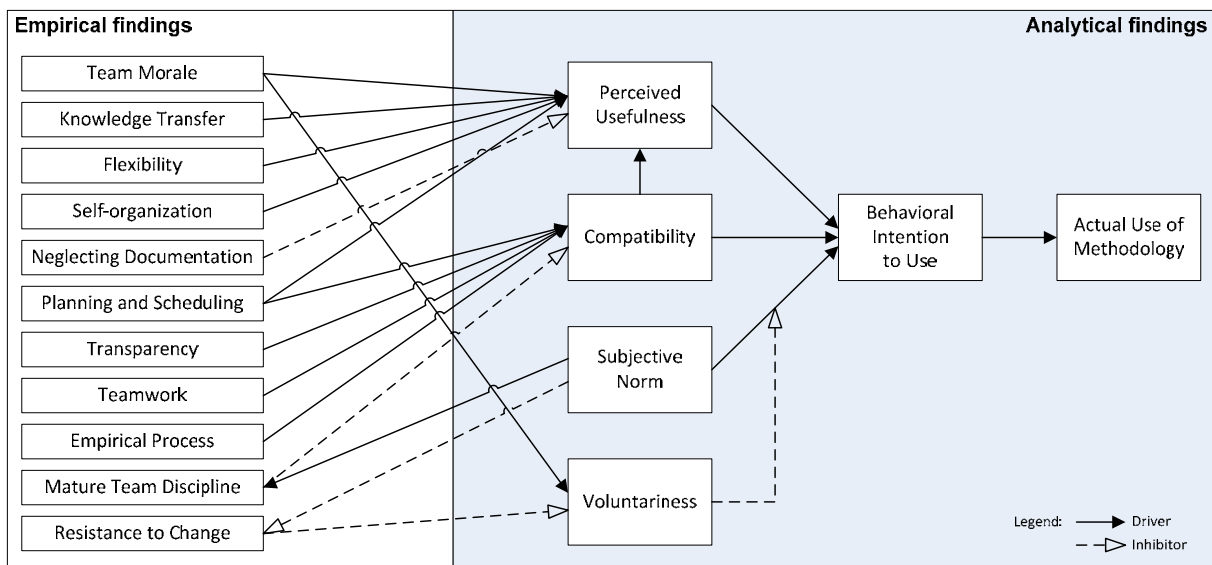 Empirical findings
Analytical findings
Team Morale
Knowledge Transfer
Flexibility
Self-organization
Neglecting Documentation
Planning and Scheduling
Transparency
Teamwork
Empirical Process
Mature Team Discipline
Resistance to Change
Perceived
Usefulness
Compatibility
Subjective
Norm
Voluntariness
Behavioral
Intention
to Use
Actual Use of
Methodology
Legend:
Driver
Inhibitor